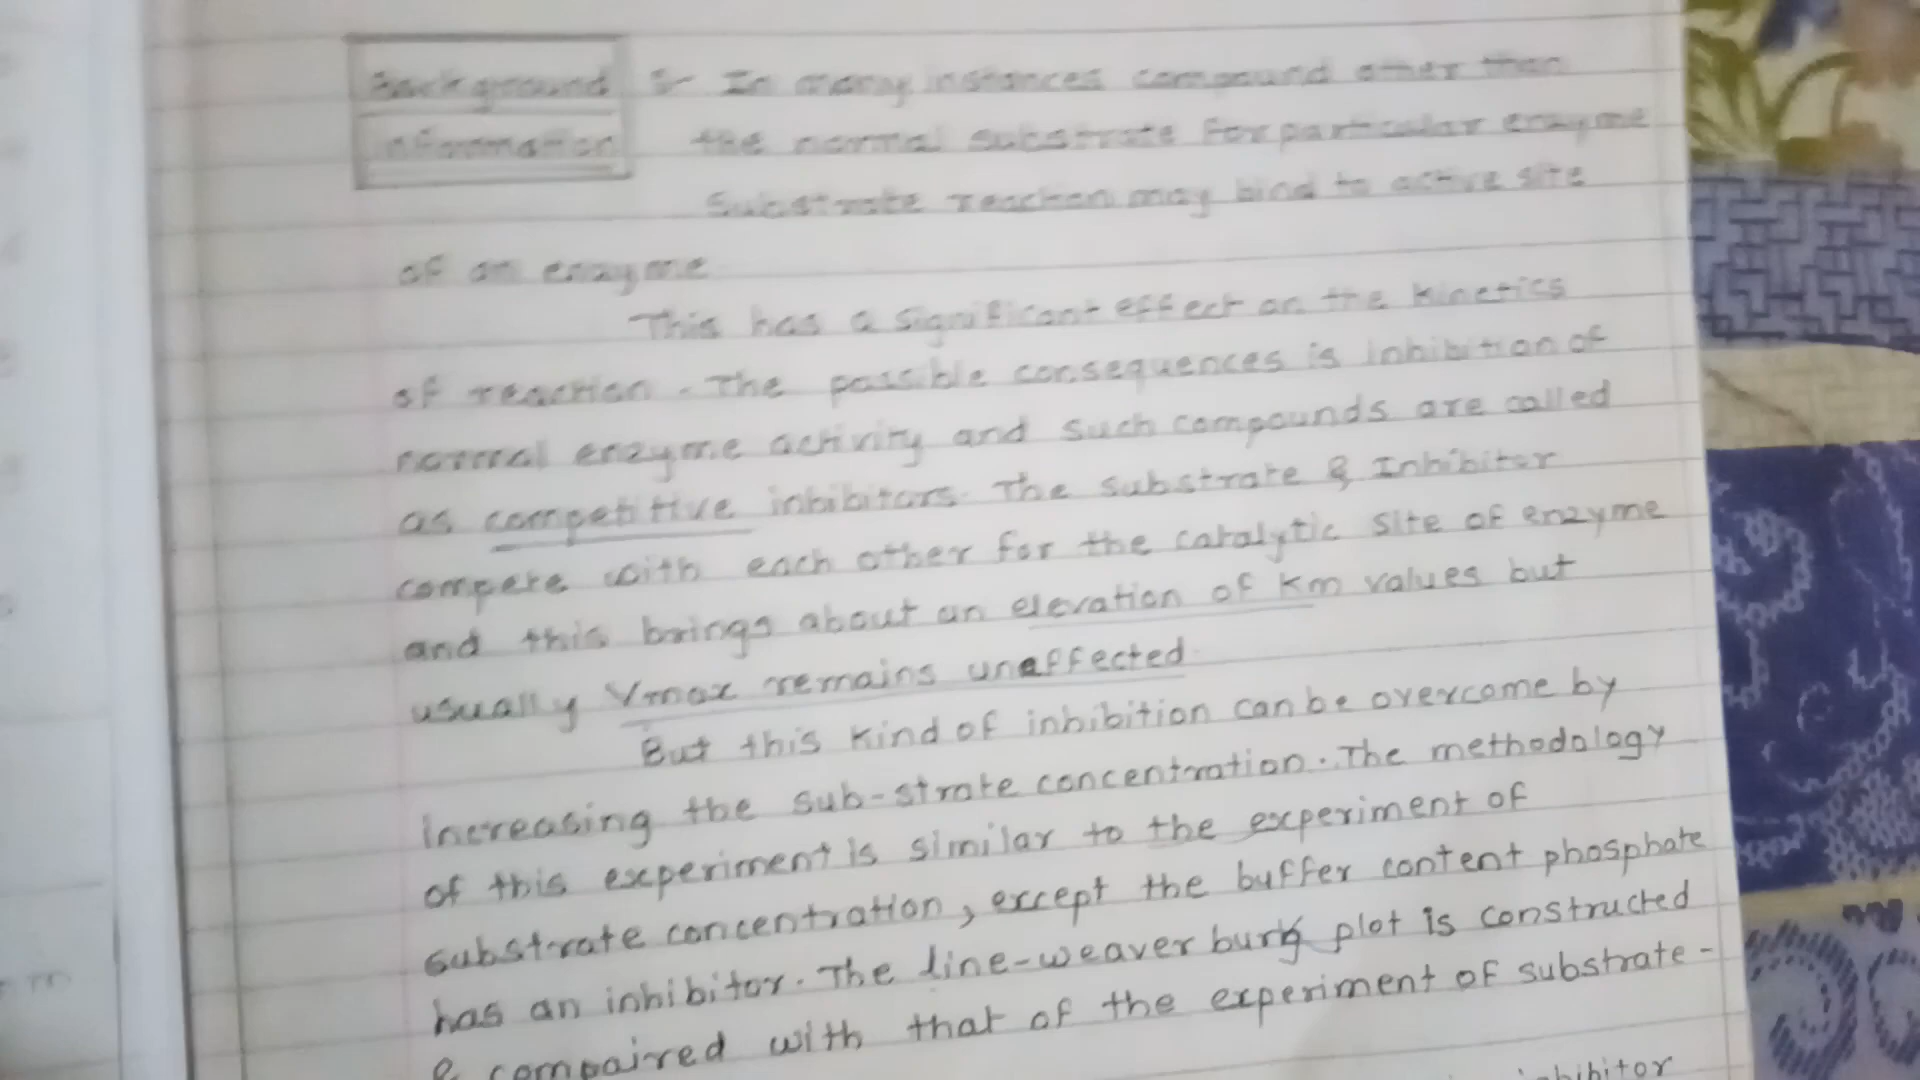 Background :- In many instances compound other than
Information the normal substrate for particular enzyme
Substrate reaction may bind to active site
of an enzyme
This has a significant effect on the kinetics
of reaction. The possible consequences is inhibition of
normal enzyme activity and such compounds are called
as competitive inhibitors. The substrate & Inhibitor
compete with each other for the catalytic site of enzyme
and this brings about an elevation of Km values but
usually Vmax remains unaffected
But this kind of inhibition can be overcome by
increasing the sub-strate concentration. The methodology
of this experiment is similar to the experiment of
substrate concentration, except the buffer content phosphate
has an inhibitor. The line-weaver burk plot is constructed
& compaired with that of the experiment of substrate-
inhibitor